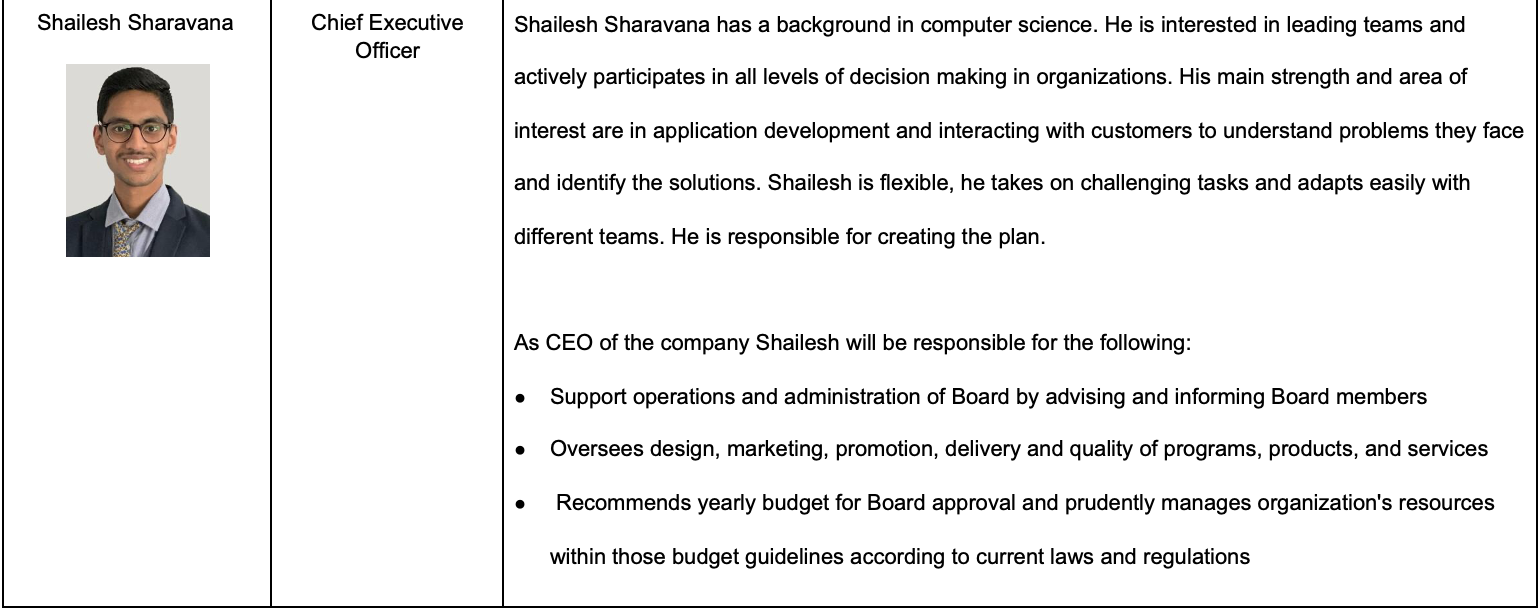 Shailesh Sharavana
Chief Executive
Officer
Shailesh Sharavana has a background in computer science. He is interested in leading teams and
actively participates in all levels of decision making in organizations. His main strength and area of
interest are in application development and interacting with customers to understand problems they face
and identify the solutions. Shailesh is flexible, he takes on challenging tasks and adapts easily with
different teams. He is responsible for creating the plan.
As CEO of the company Shailesh will be responsible for the following:
● Support operations and administration of Board by advising and informing Board members
● Oversees design, marketing, promotion, delivery and quality of programs, products, and services
● Recommends yearly budget for Board approval and prudently manages organization's resources
within those budget guidelines according to current laws and regulations